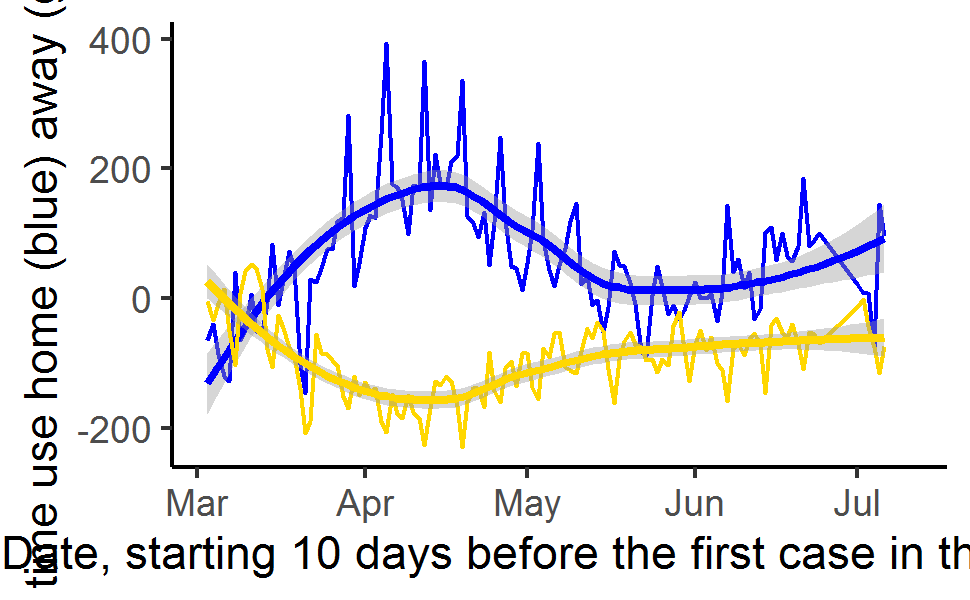 time use home (blue) away (
400
200
0
-200
Mar Apr May Jun Jul
Date, starting 10 days before the first case in th